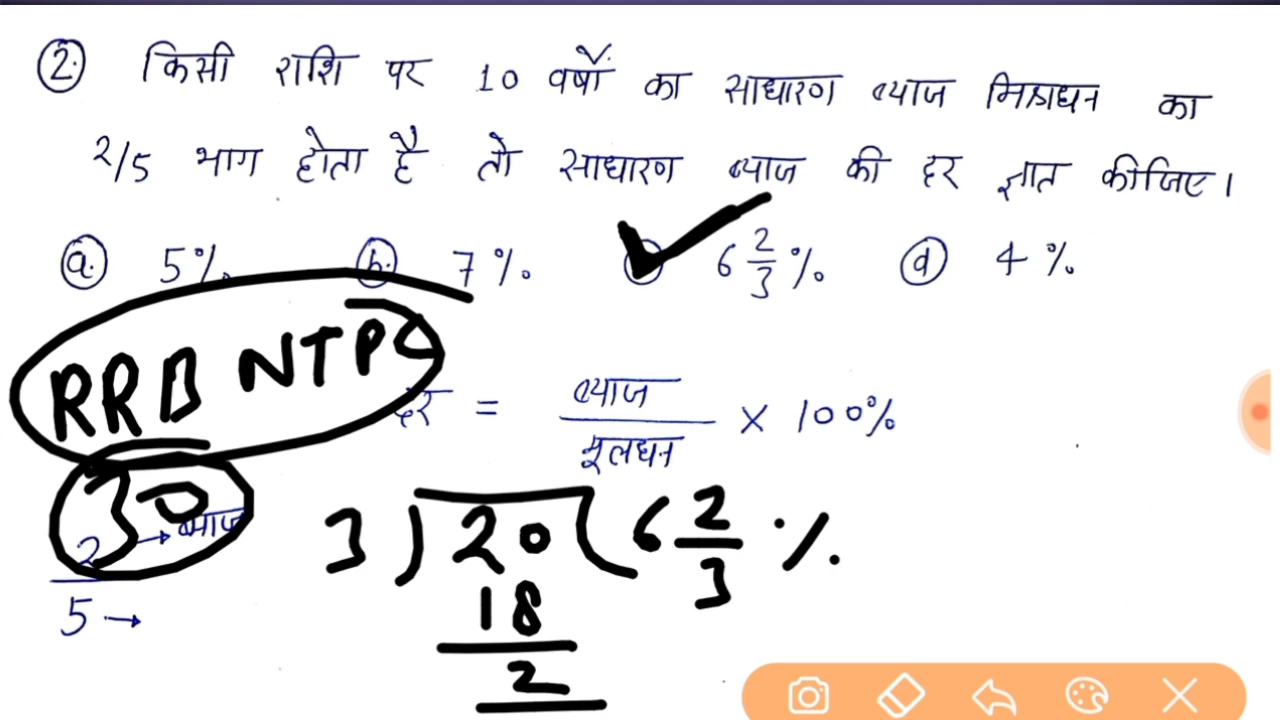 2. किसी राशि पर 10 वर्षों का साधारण ब्याज मिश्रधन का
2/5 भाग होता है तो साधारण ब्याज की दर ज्ञात कीजिए।
a. 5% b. 7% 6 2/3 % d 4%
RRB NTPC
दर = ब्याज / मूलधन × 100%
30
2 → ब्याज
5 →
3 ) 20 ( 6 2/3 %
18
2